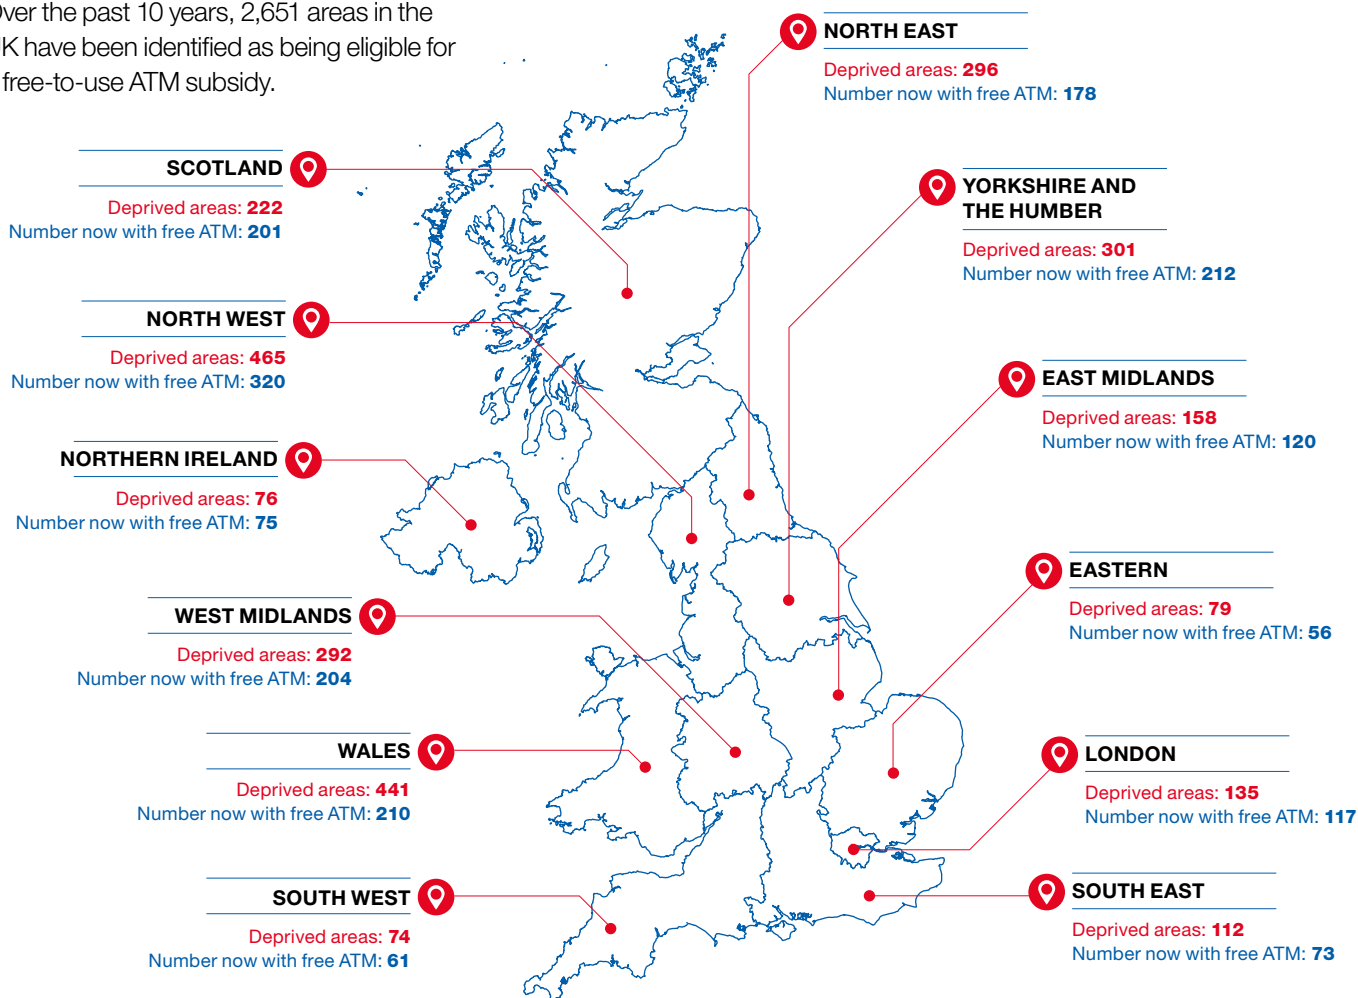 Over the past 10 years, 2,651 areas in the
UK have been identified as being eligible for
free-to-use ATM subsidy.
NORTH EAST
Deprived areas: 296
Number now with free ATM: 178
SCOTLAND
Deprived areas: 222
Number now with free ATM: 201
YORKSHIRE AND
THE HUMBER
Deprived areas: 301
Number now with free ATM: 212
NORTH WEST
Deprived areas: 465
Number now with free ATM: 320
EAST MIDLANDS
Deprived areas: 158
Number now with free ATM: 120
NORTHERN IRELAND
Deprived areas: 76
Number now with free ATM: 75
EASTERN
Deprived areas: 79
Number now with free ATM: 56
WEST MIDLANDS
Deprived areas: 292
Number now with free ATM: 204
WALES
Deprived areas: 441
Number now with free ATM: 210
LONDON
Deprived areas: 135
Number now with free ATM: 117
SOUTH WEST
Deprived areas: 74
Number now with free ATM: 61
SOUTH EAST
Deprived areas: 112
Number now with free ATM: 73